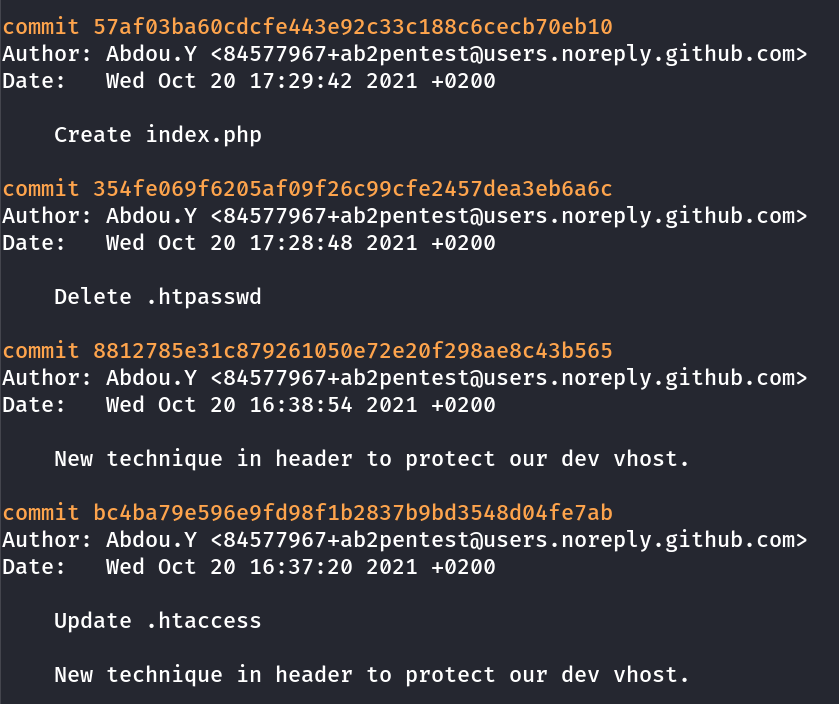 commit 57af03ba60cdcfe443e92c33c188c6cecb70eb10
Author: Abdou.Y <84577967+ab2pentest@users.noreply.github.com>
Date:   Wed Oct 20 17:29:42 2021 +0200
    Create index.php
commit 354fe069f6205af09f26c99cfe2457dea3eb6a6c
Author: Abdou.Y <84577967+ab2pentest@users.noreply.github.com>
Date:   Wed Oct 20 17:28:48 2021 +0200
    Delete .htpasswd
commit 8812785e31c879261050e72e20f298ae8c43b565
Author: Abdou.Y <84577967+ab2pentest@users.noreply.github.com>
Date:   Wed Oct 20 16:38:54 2021 +0200
    New technique in header to protect our dev vhost.
commit bc4ba79e596e9fd98f1b2837b9bd3548d04fe7ab
Author: Abdou.Y <84577967+ab2pentest@users.noreply.github.com>
Date:   Wed Oct 20 16:37:20 2021 +0200
    Update .htaccess
    New technique in header to protect our dev vhost.